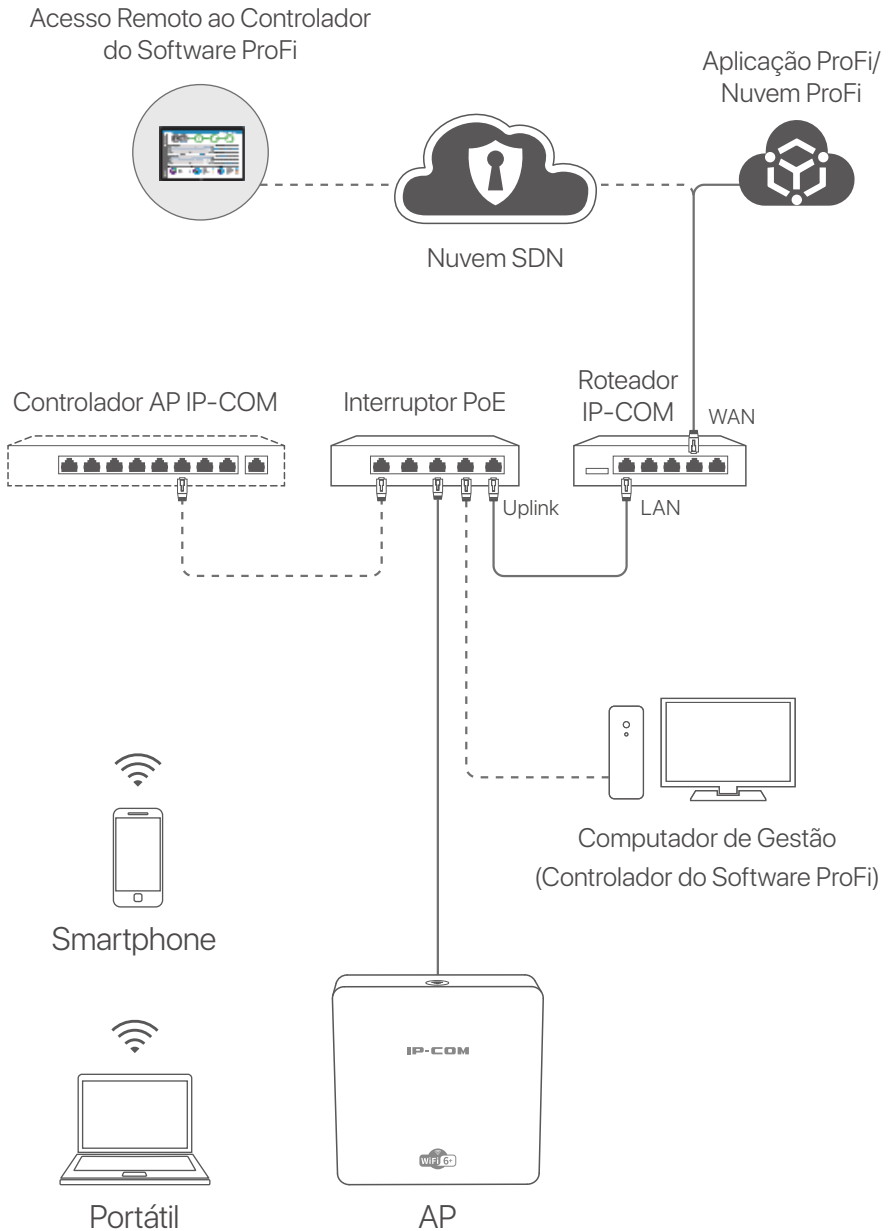 Acesso Remoto ao Controlador
do Software ProFi
Aplicação ProFi/
Nuvem ProFi
Nuvem SDN
Controlador AP IP-COM
Interruptor PoE
Roteador
IP-COM
WAN
Uplink
LAN
Computador de Gestão
(Controlador do Software ProFi)
Smartphone
IP-COM
WiFi 6+
Portátil
AP